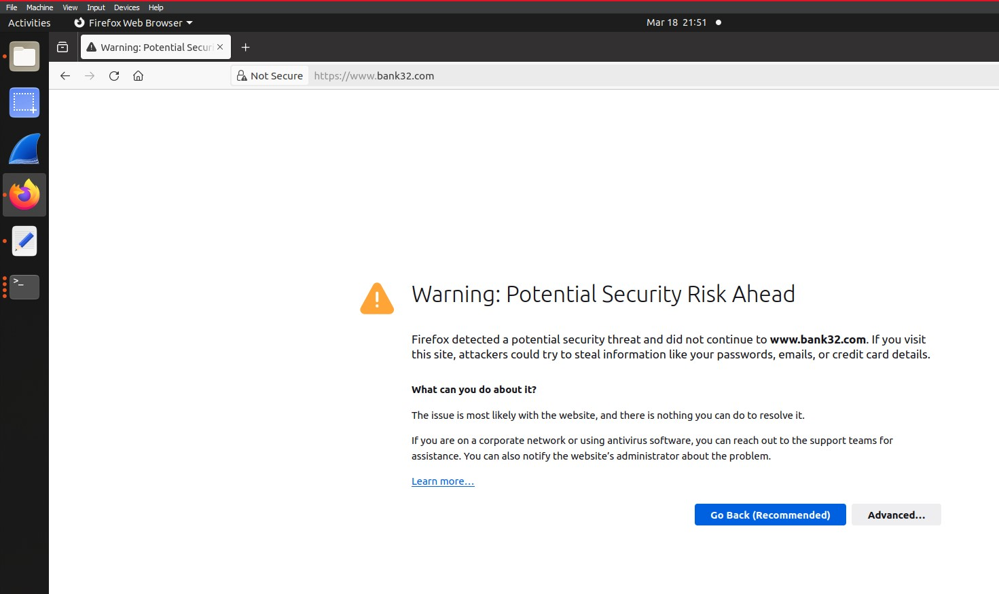 File Machine View Input Devices Help
Activities Firefox Web Browser Mar 18 21:51
Warning: Potential Secur
Not Secure https://www.bank32.com
>_
Warning: Potential Security Risk Ahead
Firefox detected a potential security threat and did not continue to www.bank32.com. If you visit
this site, attackers could try to steal information like your passwords, emails, or credit card details.
What can you do about it?
The issue is most likely with the website, and there is nothing you can do to resolve it.
If you are on a corporate network or using antivirus software, you can reach out to the support teams for
assistance. You can also notify the website’s administrator about the problem.
Learn more…
Go Back (Recommended) Advanced…